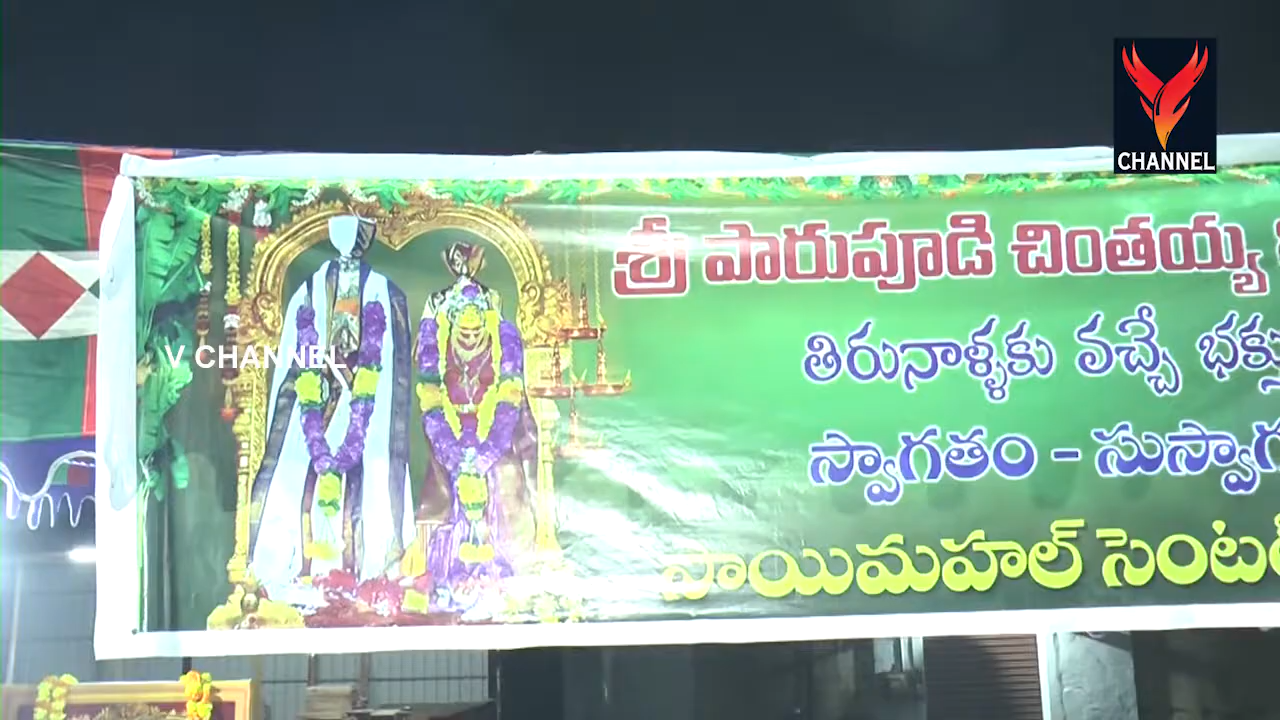 CHANNEL
శ్రీ పారుపూడి చింతయ్య
తిరునాళ్ళకు వచ్చే
V CHANNEL
స్వాగతం -
సాయిమహల్